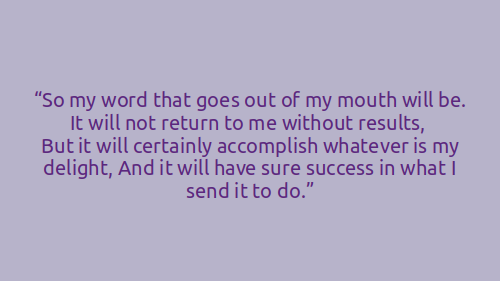 “So my word that goes out of my mouth will be.
It will not return to me without results,
But it will certainly accomplish whatever is my
delight, And it will have sure success in what I
send it to do.”